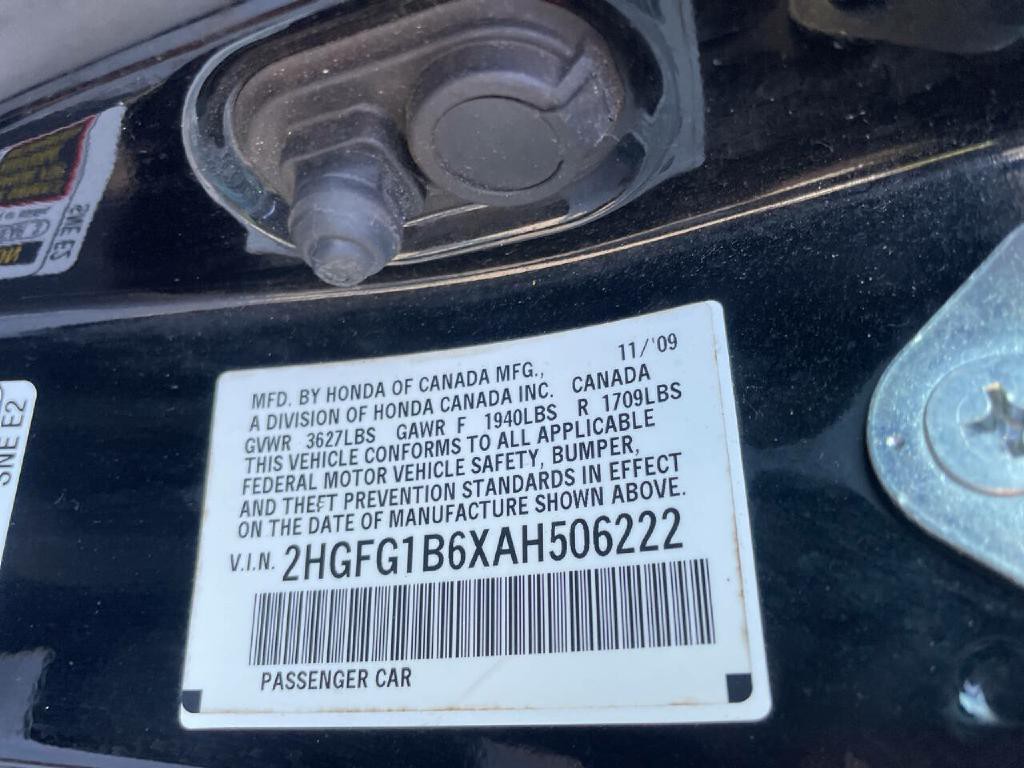 11/'09
MFD. BY HONDA OF CANADA MFG.,
A DIVISION OF HONDA CANADA INC. CANADA
GVWR 3627LBS GAWR F 1940LBS R 1709LBS
THIS VEHICLE CONFORMS TO ALL APPLICABLE
FEDERAL MOTOR VEHICLE SAFETY, BUMPER,
AND THEFT PREVENTION STANDARDS IN EFFECT
ON THE DATE OF MANUFACTURE SHOWN ABOVE.
V.I.N. 2HGFG1B6XAH506222
PASSENGER CAR
SNE E2